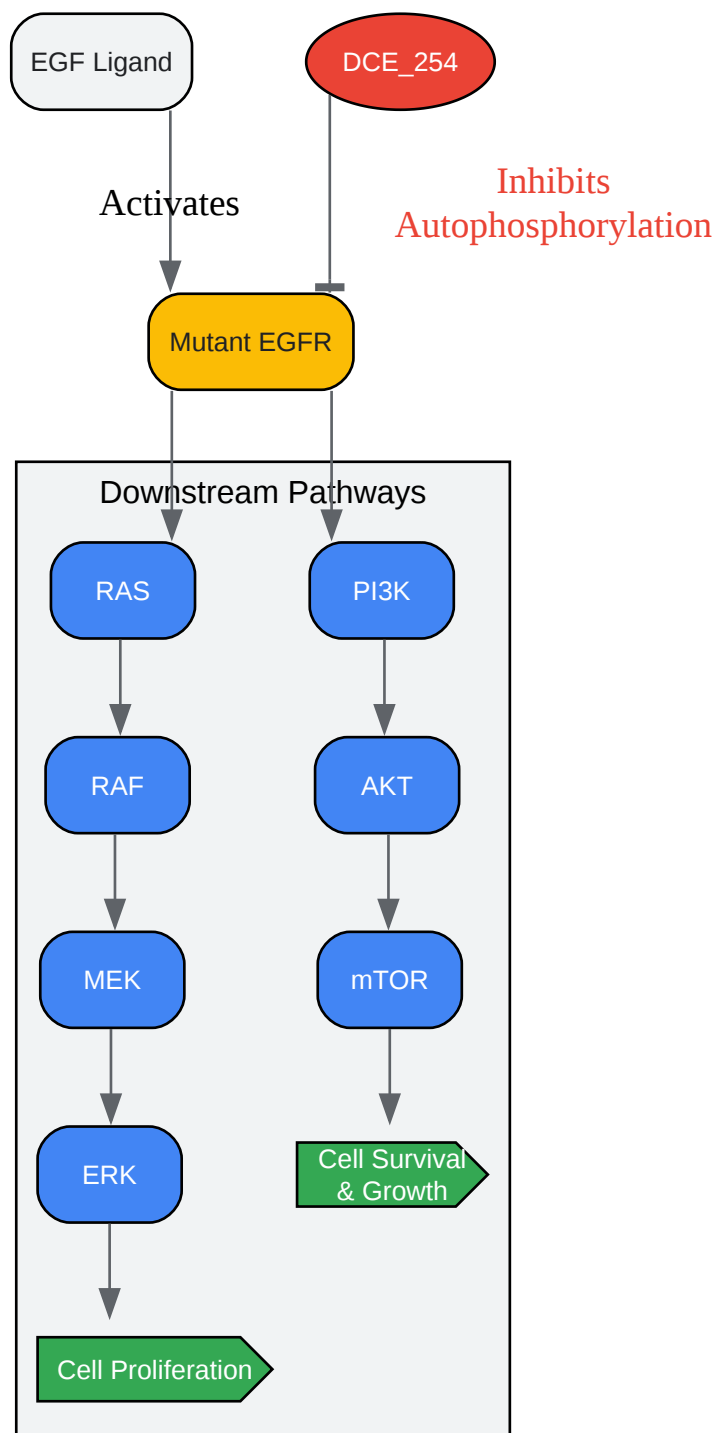 EGF Ligand
DCE_254
Activates
Inhibits
Autophosphorylation
Mutant EGFR
Downstream Pathways
RAS
PI3K
RAF
AKT
MEK
mTOR
ERK
Cell Survival
& Growth
Cell Proliferation